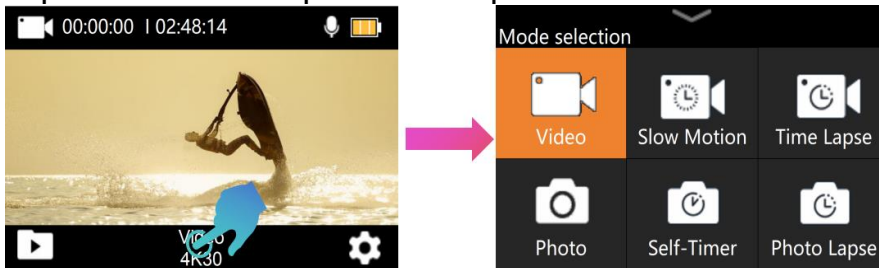 00:00:00 I 02:48:14
Video
4K30
Mode selection
Video
Slow Motion
Time Lapse
Photo
Self-Timer
Photo Lapse